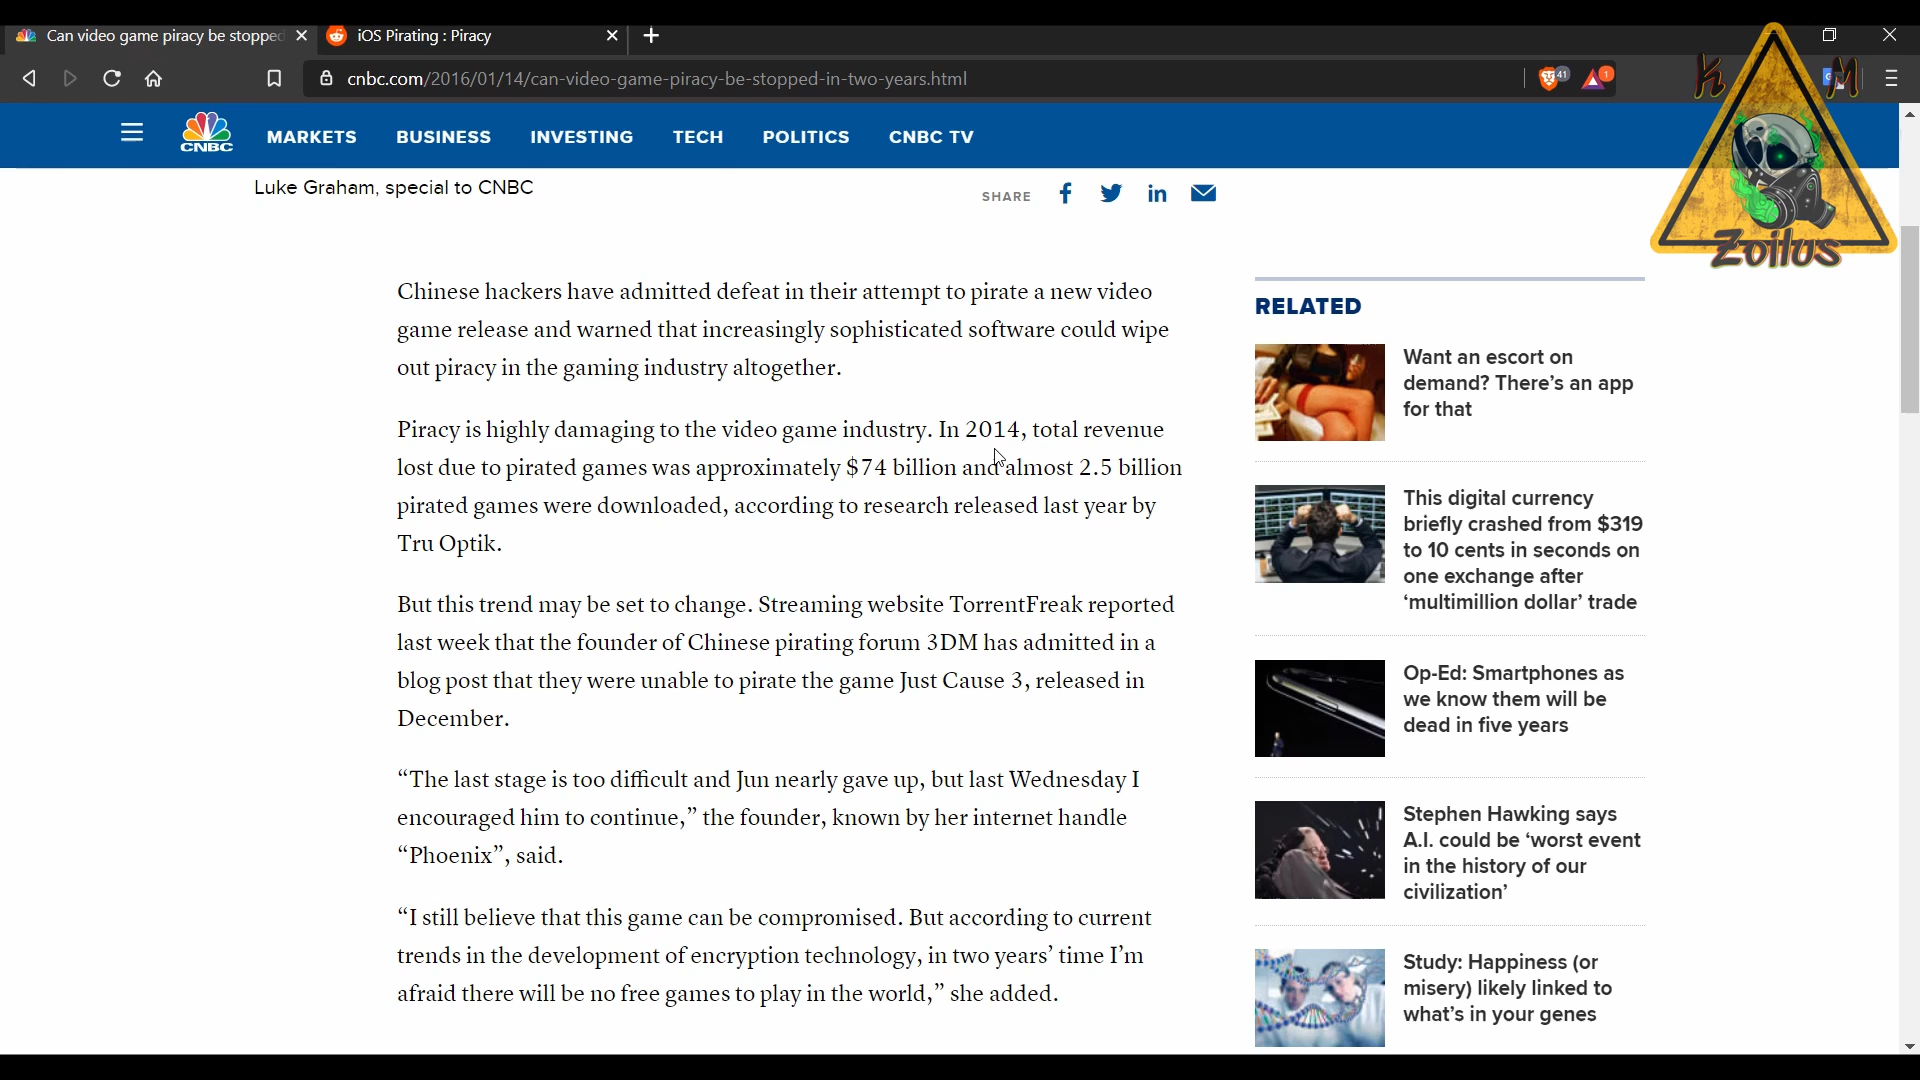 Can video game piracy be stopped
iOS Pirating : Piracy
cnbc.com/2016/01/14/can-video-game-piracy-be-stopped-in-two-years.html
41
1
K M
Zoilus
CNBC
MARKETS
BUSINESS
INVESTING
TECH
POLITICS
CNBC TV
Luke Graham, special to CNBC
SHARE
Chinese hackers have admitted defeat in their attempt to pirate a new video
game release and warned that increasingly sophisticated software could wipe
out piracy in the gaming industry altogether.
Piracy is highly damaging to the video game industry. In 2014, total revenue
lost due to pirated games was approximately $74 billion and almost 2.5 billion
pirated games were downloaded, according to research released last year by
Tru Optik.
But this trend may be set to change. Streaming website TorrentFreak reported
last week that the founder of Chinese pirating forum 3DM has admitted in a
blog post that they were unable to pirate the game Just Cause 3, released in
December.
“The last stage is too difficult and Jun nearly gave up, but last Wednesday I
encouraged him to continue,” the founder, known by her internet handle
“Phoenix”, said.
“I still believe that this game can be compromised. But according to current
trends in the development of encryption technology, in two years’ time I’m
afraid there will be no free games to play in the world,” she added.
RELATED
Want an escort on
demand? There’s an app
for that
This digital currency
briefly crashed from $319
to 10 cents in seconds on
one exchange after
‘multimillion dollar’ trade
Op-Ed: Smartphones as
we know them will be
dead in five years
Stephen Hawking says
A.I. could be ‘worst event
in the history of our
civilization’
Study: Happiness (or
misery) likely linked to
what’s in your genes